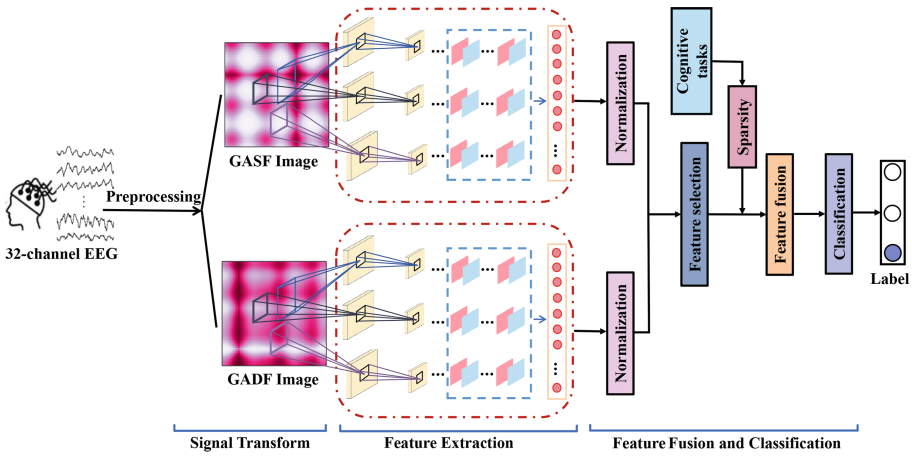 32-channel EEG
Preprocessing
GASF Image
GADF Image
Normalization
Normalization
Cognitive
tasks
Sparsity
Feature selection
Feature fusion
Classification
Label
Signal Transform
Feature Extraction
Feature Fusion and Classification